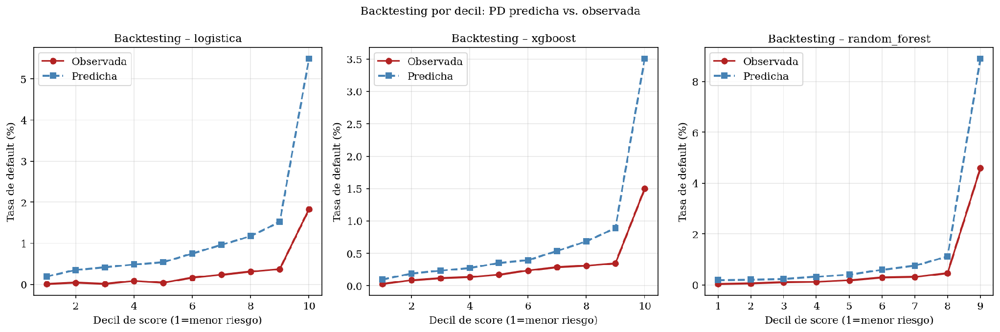 Backtesting por decil: PD predicha vs. observada
Backtesting – logistica
Observada
Predicha
Tasa de default (%)
5
4
3
2
1
0
2
4
6
8
10
Decil de score (1=menor riesgo)
Backtesting – xgboost
Observada
Predicha
Tasa de default (%)
3.5
3.0
2.5
2.0
1.5
1.0
0.5
0.0
2
4
6
8
10
Decil de score (1=menor riesgo)
Backtesting – random_forest
Observada
Predicha
Tasa de default (%)
8
6
4
2
0
1
2
3
4
5
6
7
8
9
Decil de score (1=menor riesgo)